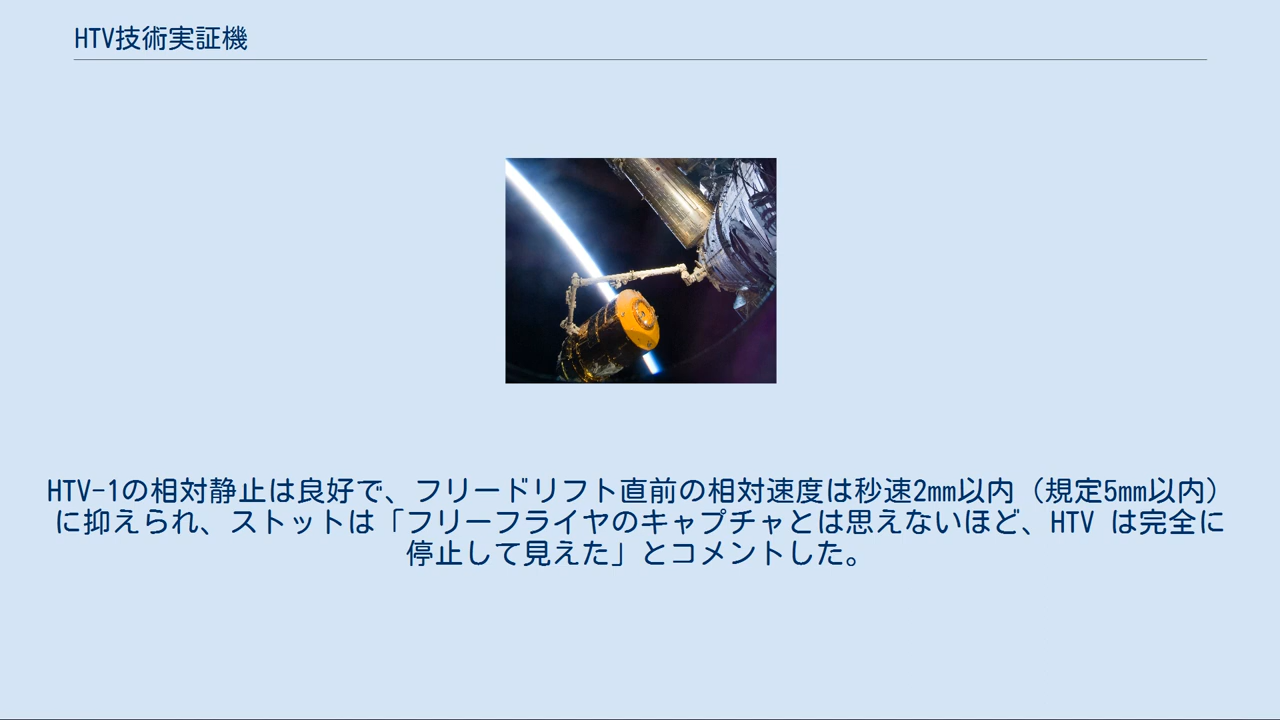 HTV技術実証機
HTV-1の相対静止は良好で、フリードリフト直前の相対速度は秒速2mm以内（規定5mm以内）
に抑えられ、ストットは「フリーフライヤのキャプチャとは思えないほど、HTV は完全に
停止して見えた」とコメントした。